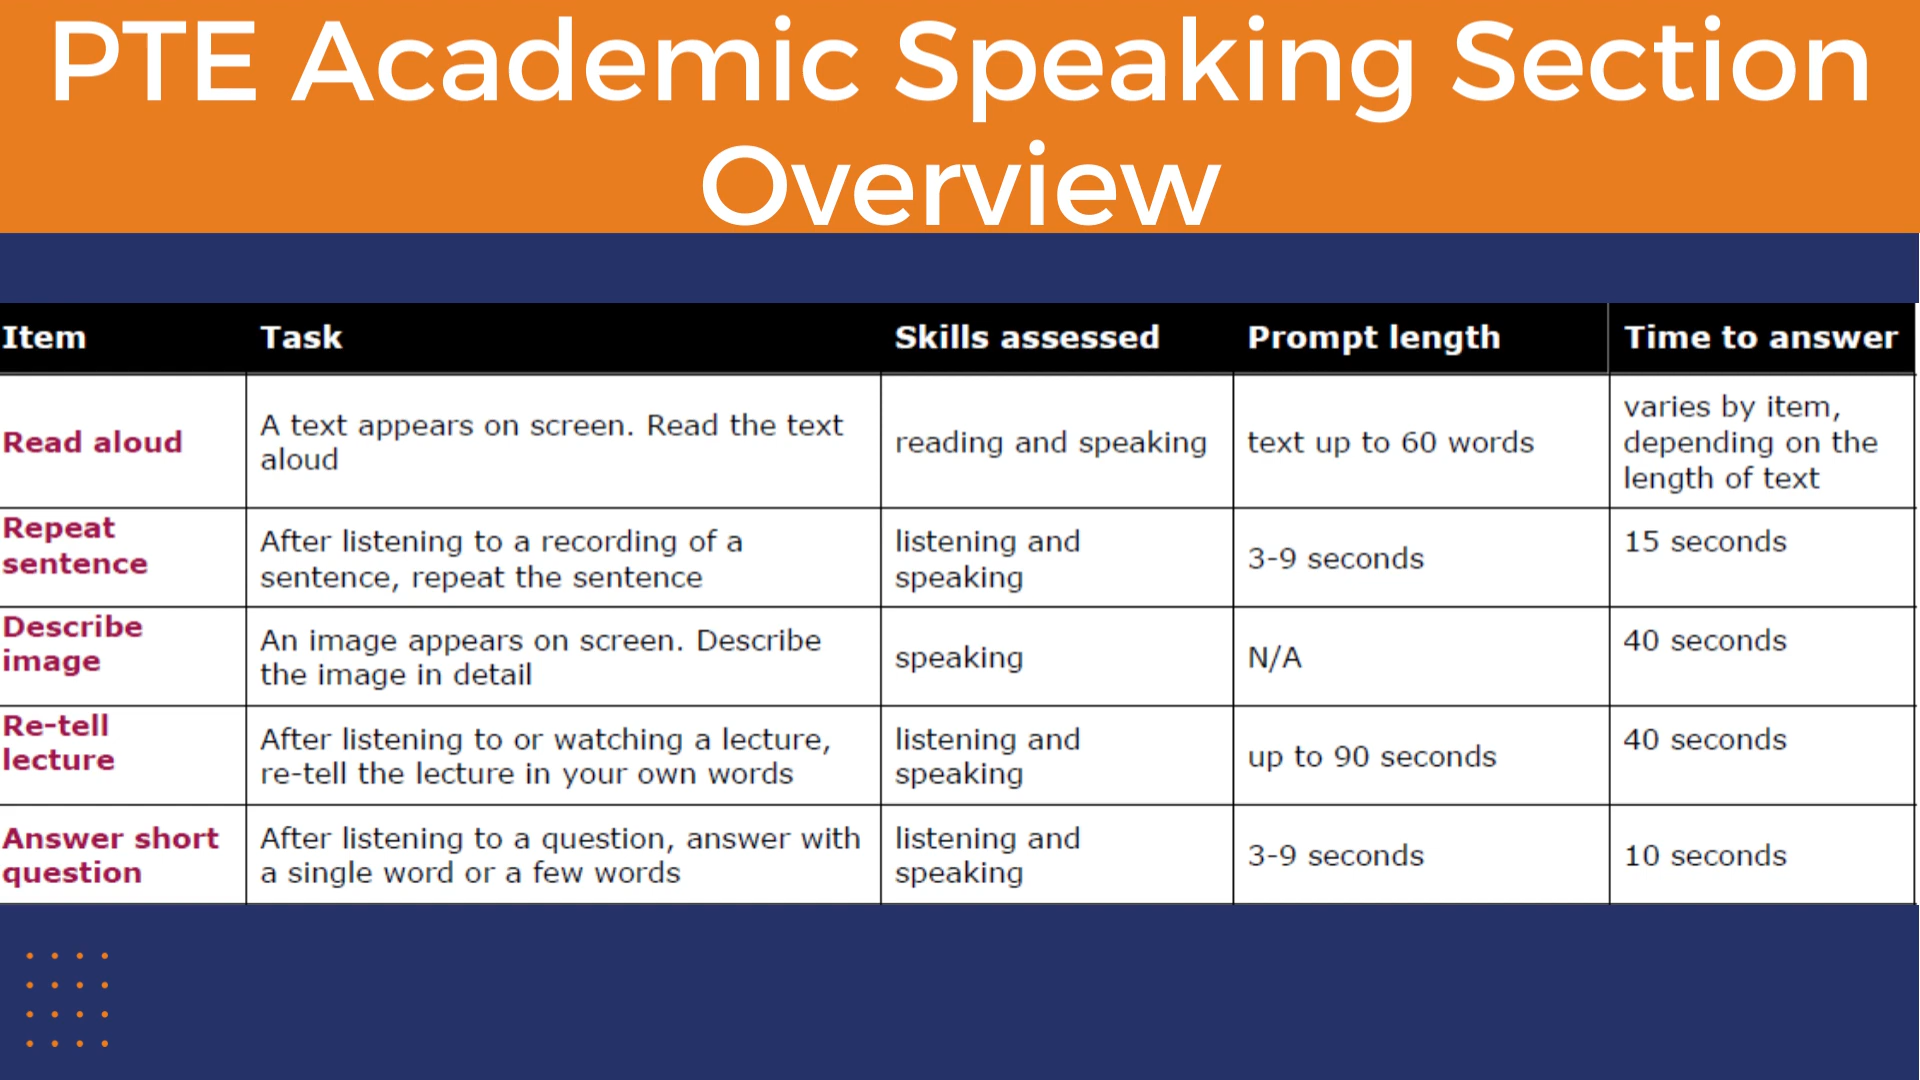 PTE Academic Speaking Section
Overview
Item Task Skills assessed Prompt length Time to answer
Read aloud
A text appears on screen. Read the text
aloud
reading and speaking
text up to 60 words
varies by item,
depending on the
length of text
Repeat
sentence
After listening to a recording of a
sentence, repeat the sentence
listening and
speaking
3-9 seconds
15 seconds
Describe
image
An image appears on screen. Describe
the image in detail
speaking
N/A
40 seconds
Re-tell
lecture
After listening to or watching a lecture,
re-tell the lecture in your own words
listening and
speaking
up to 90 seconds
40 seconds
Answer short
question
After listening to a question, answer with
a single word or a few words
listening and
speaking
3-9 seconds
10 seconds